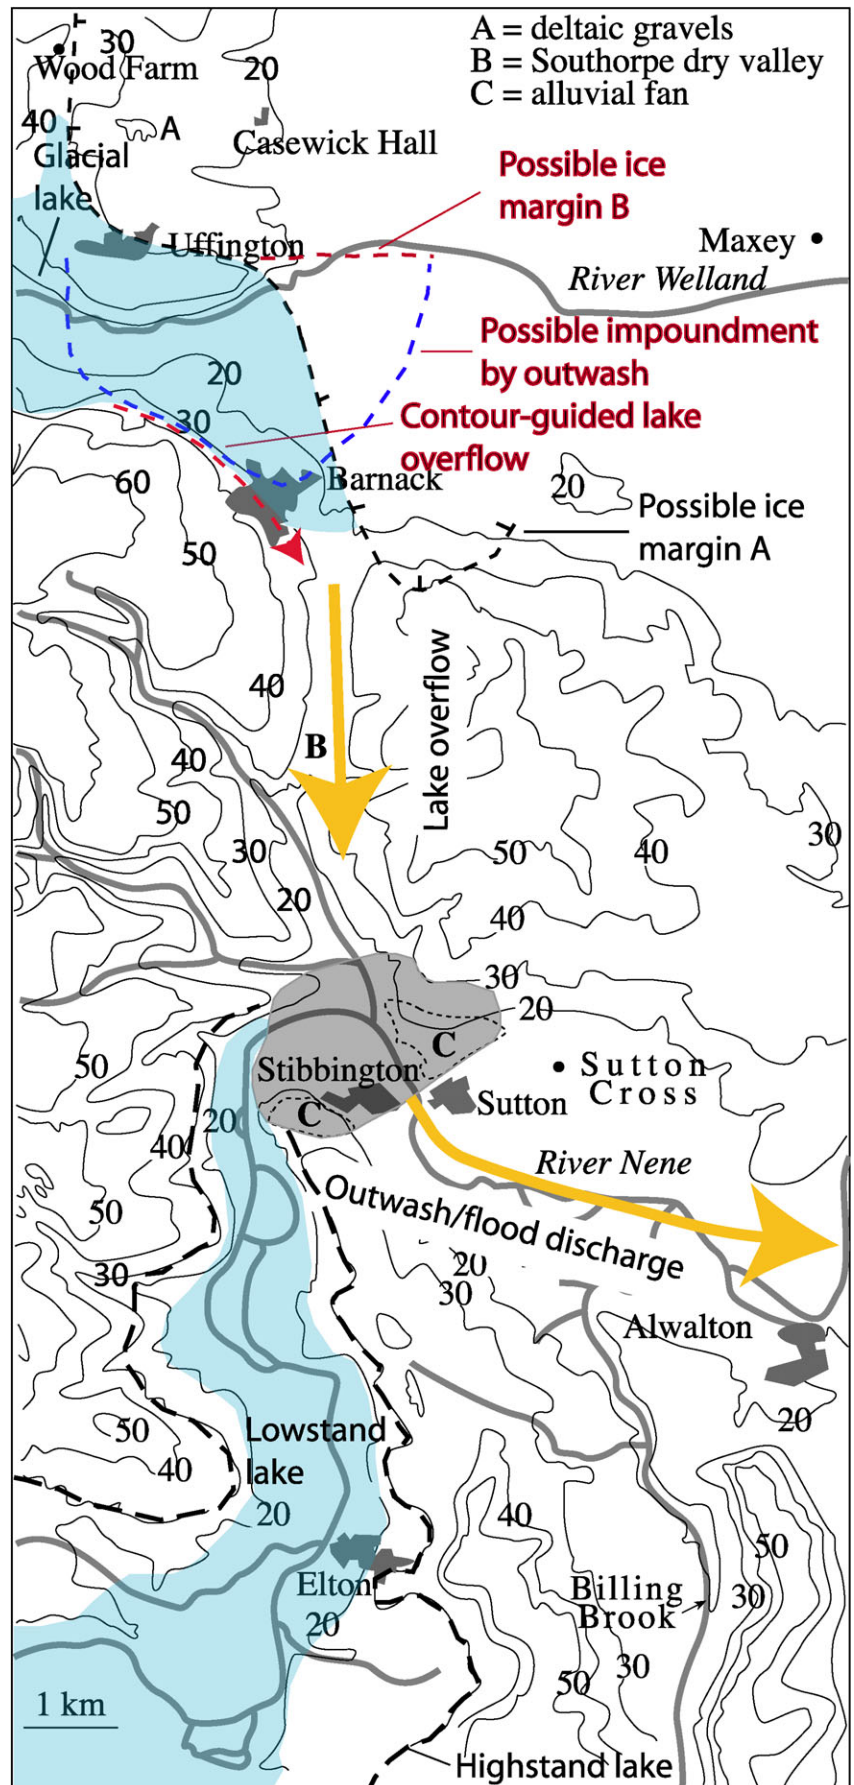 A = deltaic gravels
B = Southorpe dry valley
C = alluvial fan
30
Wood Farm
20
40
A
Casewick Hall
Glacial
lake
Possible ice
margin B
Uffington
Maxey
River Welland
Possible impoundment
by outwash
20
Contour-guided lake
overflow
30
60
Barnack
20
Possible ice
margin A
50
40
Lake overflow
B
40
50
30
50
40
30
20
40
30
20
C
50
Stibbington
Sutton
Cross
C
Sutton
20
40
River Nene
50
Outwash/flood discharge
30
20
30
Alwalton
50
Lowstand
lake
40
20
20
40
50
Elton
Billing
Brook
30
20
30
50
1 km
Highstand lake